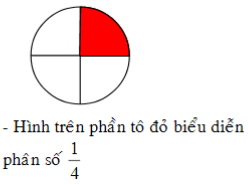 - Hình trên phần tô đỏ biểu diễn
phân số 1/4